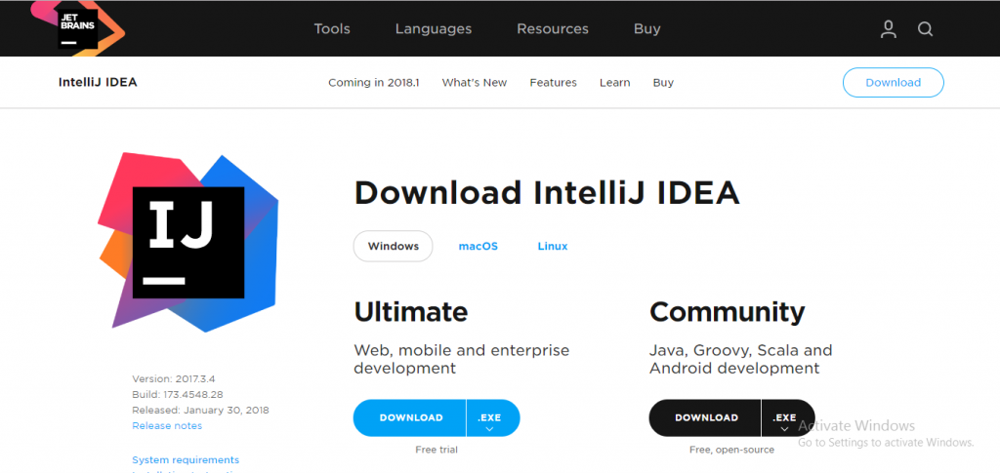 JET
BRAINS
Tools Languages Resources Buy
IntelliJ IDEA
Coming in 2018.1 What's New Features Learn Buy
Download
IJ
Download IntelliJ IDEA
Windows macOS Linux
Ultimate
Web, mobile and enterprise
development
DOWNLOAD .EXE
Free trial
Community
Java, Groovy, Scala and
Android development
DOWNLOAD .EXE
Free, open-source
Version: 2017.3.4
Build: 173.4548.28
Released: January 30, 2018
Release notes
System requirements
Activate Windows
Go to Settings to activate Windows.